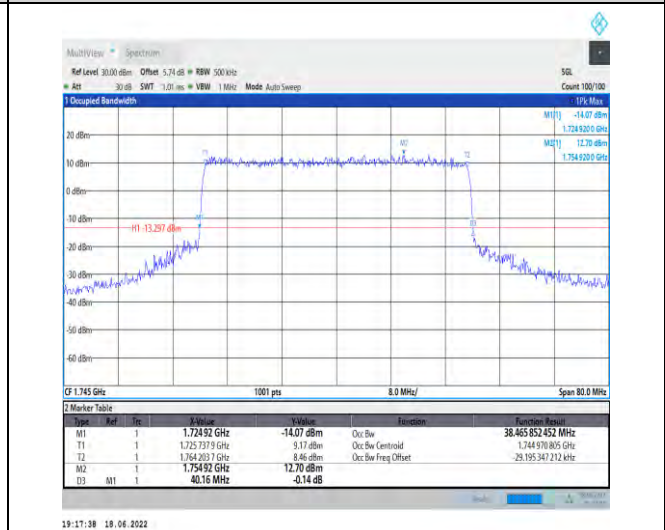 MultiView Spectrum
Ref Level 30.00 dBm Offset 5.74 dB RBW 500 kHz SGL
Att 30 dB SWT 1.01 ms VBW 1 MHz Mode Auto Sweep Count 100/100
1 Occupied Bandwidth 1Pk Max
M1[1] -14.07 dBm
1.724 920 0 GHz
M2[1] 12.70 dBm
1.754 920 0 GHz
20 dBm
M2
T1 T2
10 dBm
0 dBm
-10 dBm
M1 D3
H1 -13.297 dBm
-20 dBm
-30 dBm
-40 dBm
-50 dBm
-60 dBm
CF 1.745 GHz 1001 pts 8.0 MHz/ Span 80.0 MHz
2 Marker Table
Type Ref Trc X-Value Y-Value Function Function Result
M1 1 1.724 92 GHz -14.07 dBm Occ Bw 38.465 852 452 MHz
T1 1 1.725 737 9 GHz 9.17 dBm Occ Bw Centroid 1.744 970 805 GHz
T2 1 1.764 203 7 GHz 8.46 dBm Occ Bw Freq Offset -29.195 347 212 kHz
M2 1 1.754 92 GHz 12.70 dBm
D3 M1 1 40.16 MHz -0.14 dB
19:17:38 18.06.2022